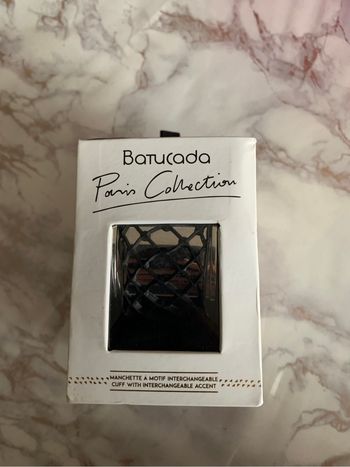 BaTuCada
Paris Collection
MANCHETTE A MOTIF INTERCHANGEABLE
CUFF WITH INTERCHANGEABLE ACCENT